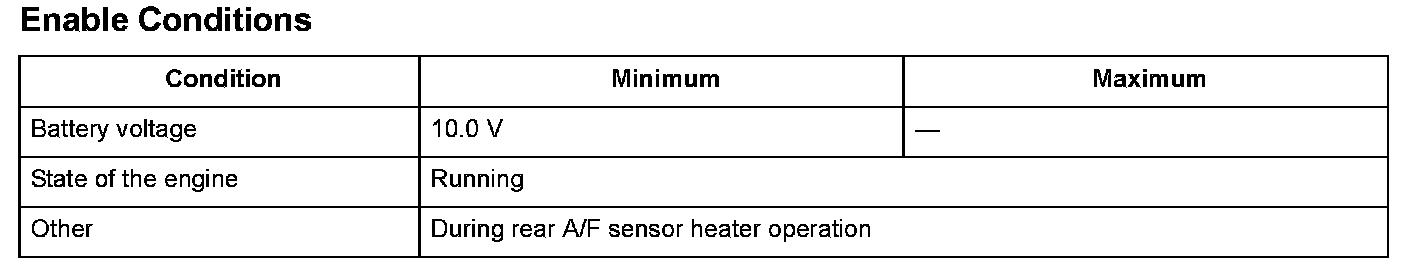 Enable Conditions
Condition Minimum Maximum
Battery voltage 10.0 V —
State of the engine Running
Other During rear A/F sensor heater operation